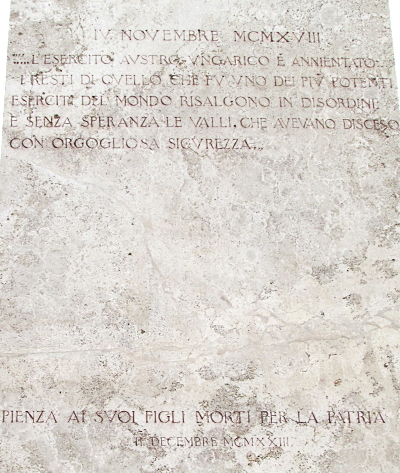 IV NOVEMBRE MCMXVIII
"....L'ESERCITO AVSTRO VNGARICO È ANNIENTATO...
I RESTI DI QVELLO CHE FV VNO DEI PIV POTENTI
ESERCITI DEL MONDO RISALGONO IN DISORDINE
E SENZA SPERANZA LE VALLI, CHE AVEVANO DISCESO
CON ORGOGLIOSA SICVREZZA...
PIENZA AI SVOI FIGLI MORTI PER LA PATRIA
II DECEMBRE MCMXXIII